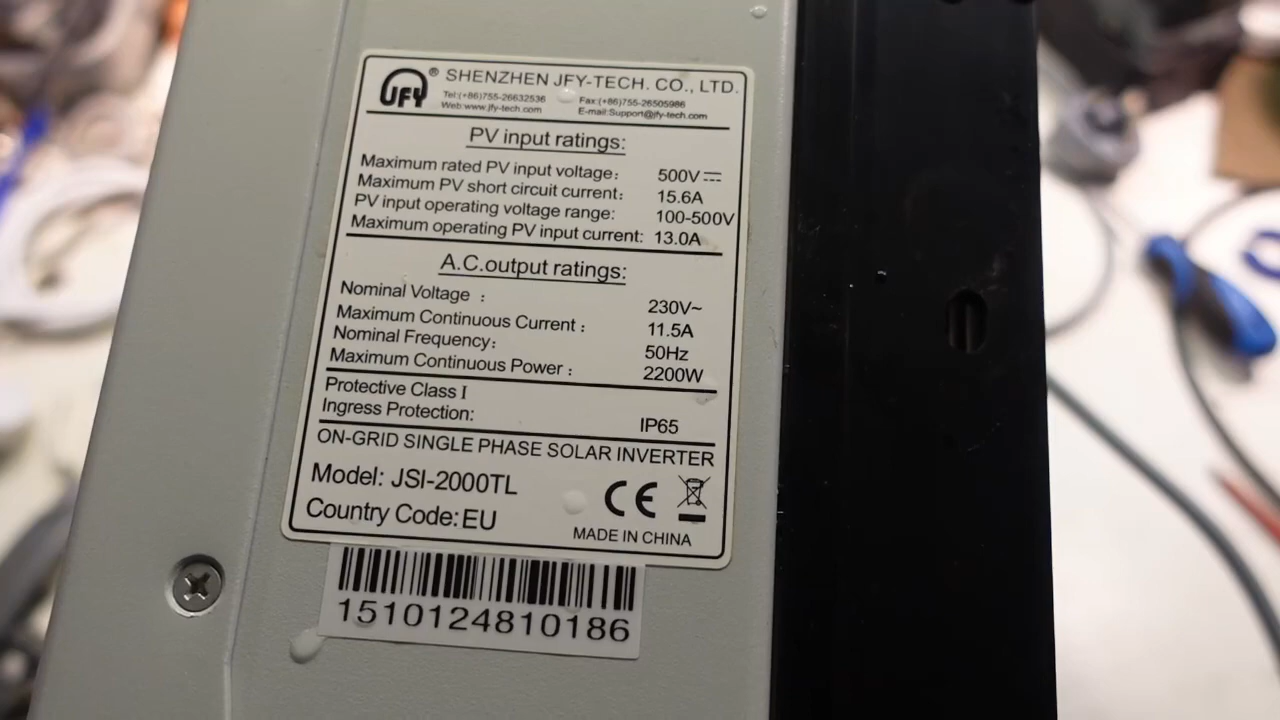 JFY® SHENZHEN JFY-TECH. CO., LTD.
Tel:(+86)755-26632536 Fax:(+86)755-26505986
Web:www.jfy-tech.com E-mail:Support@jfy-tech.com
PV input ratings:
Maximum rated PV input voltage: 500V
Maximum PV short circuit current: 15.6A
PV input operating voltage range: 100-500V
Maximum operating PV input current: 13.0A
A.C.output ratings:
Nominal Voltage : 230V~
Maximum Continuous Current : 11.5A
Nominal Frequency: 50Hz
Maximum Continuous Power : 2200W
Protective Class I
Ingress Protection: IP65
ON-GRID SINGLE PHASE SOLAR INVERTER
Model: JSI-2000TL
Country Code:EU CE
MADE IN CHINA
1510124810186